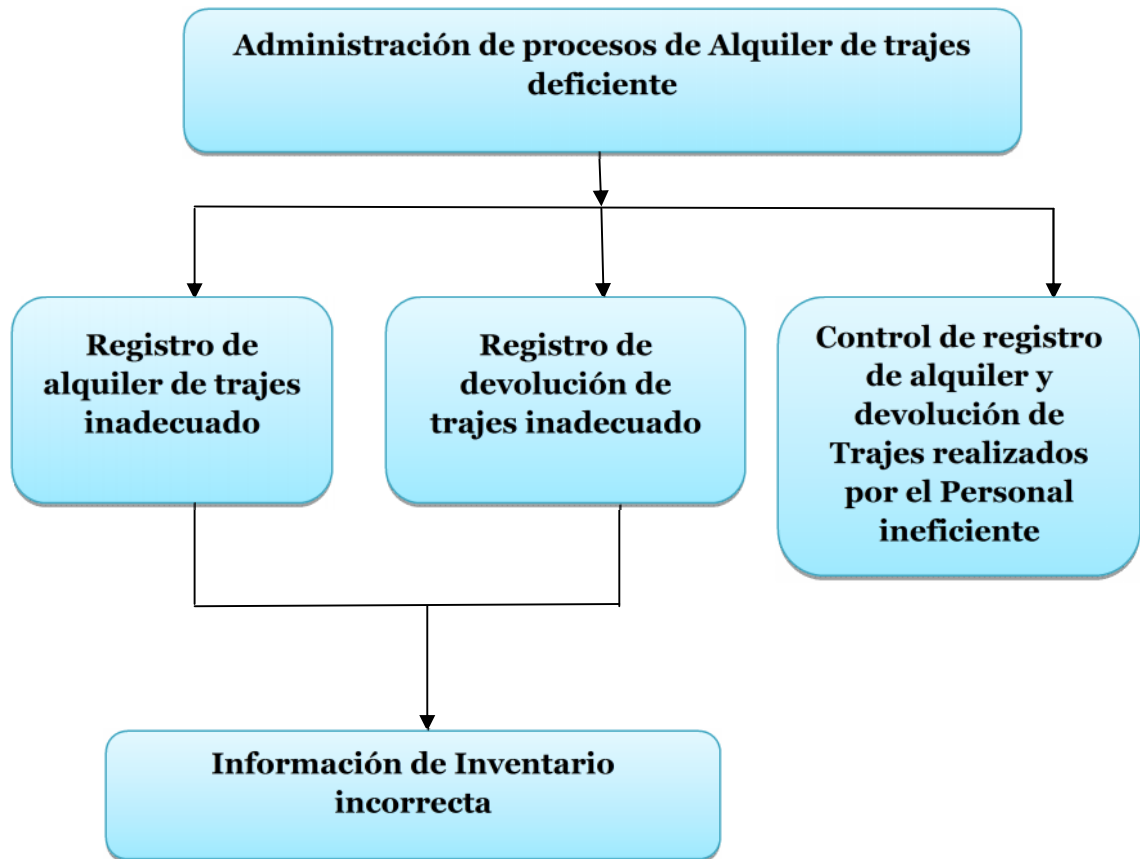 Administración de procesos de Alquiler de trajes
deficiente
Registro de
alquiler de trajes
inadecuado
Registro de
devolución de
trajes inadecuado
Control de registro
de alquiler y
devolución de
Trajes realizados
por el Personal
ineficiente
Información de Inventario
incorrecta